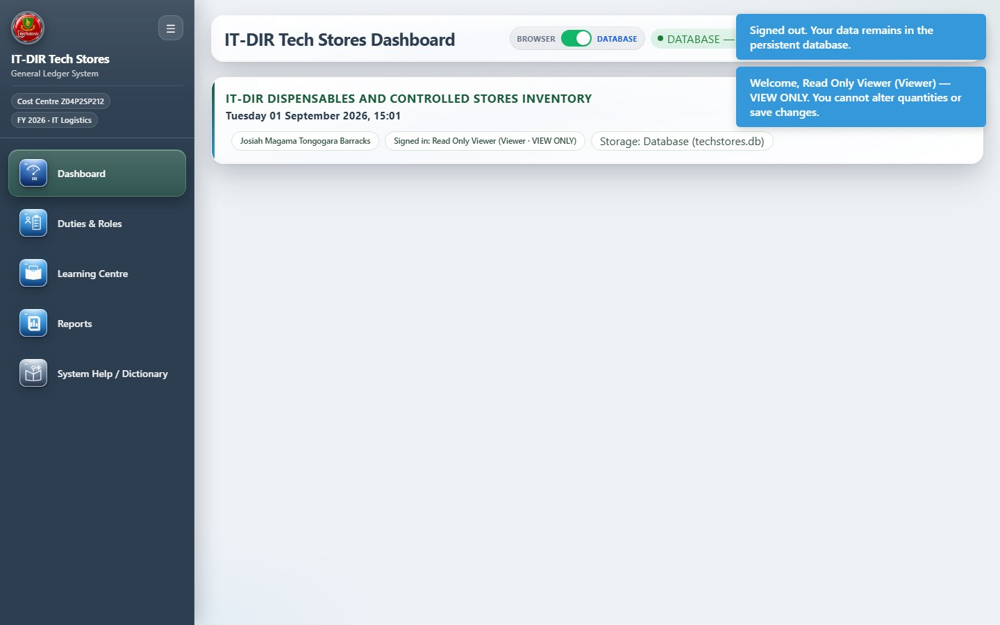 IT-DIR Tech Stores
General Ledger System
Cost Centre Z04P2SP212
FY 2026 · IT Logistics
Dashboard
Duties & Roles
Learning Centre
Reports
System Help / Dictionary
IT-DIR Tech Stores Dashboard
BROWSER
DATABASE
DATABASE —
Signed out. Your data remains in the
persistent database.
Welcome, Read Only Viewer (Viewer) —
VIEW ONLY. You cannot alter quantities or
save changes.
IT-DIR DISPENSABLES AND CONTROLLED STORES INVENTORY
Tuesday 01 September 2026, 15:01
Josiah Magama Tongogara Barracks
Signed in: Read Only Viewer (Viewer · VIEW ONLY)
Storage: Database (techstores.db)